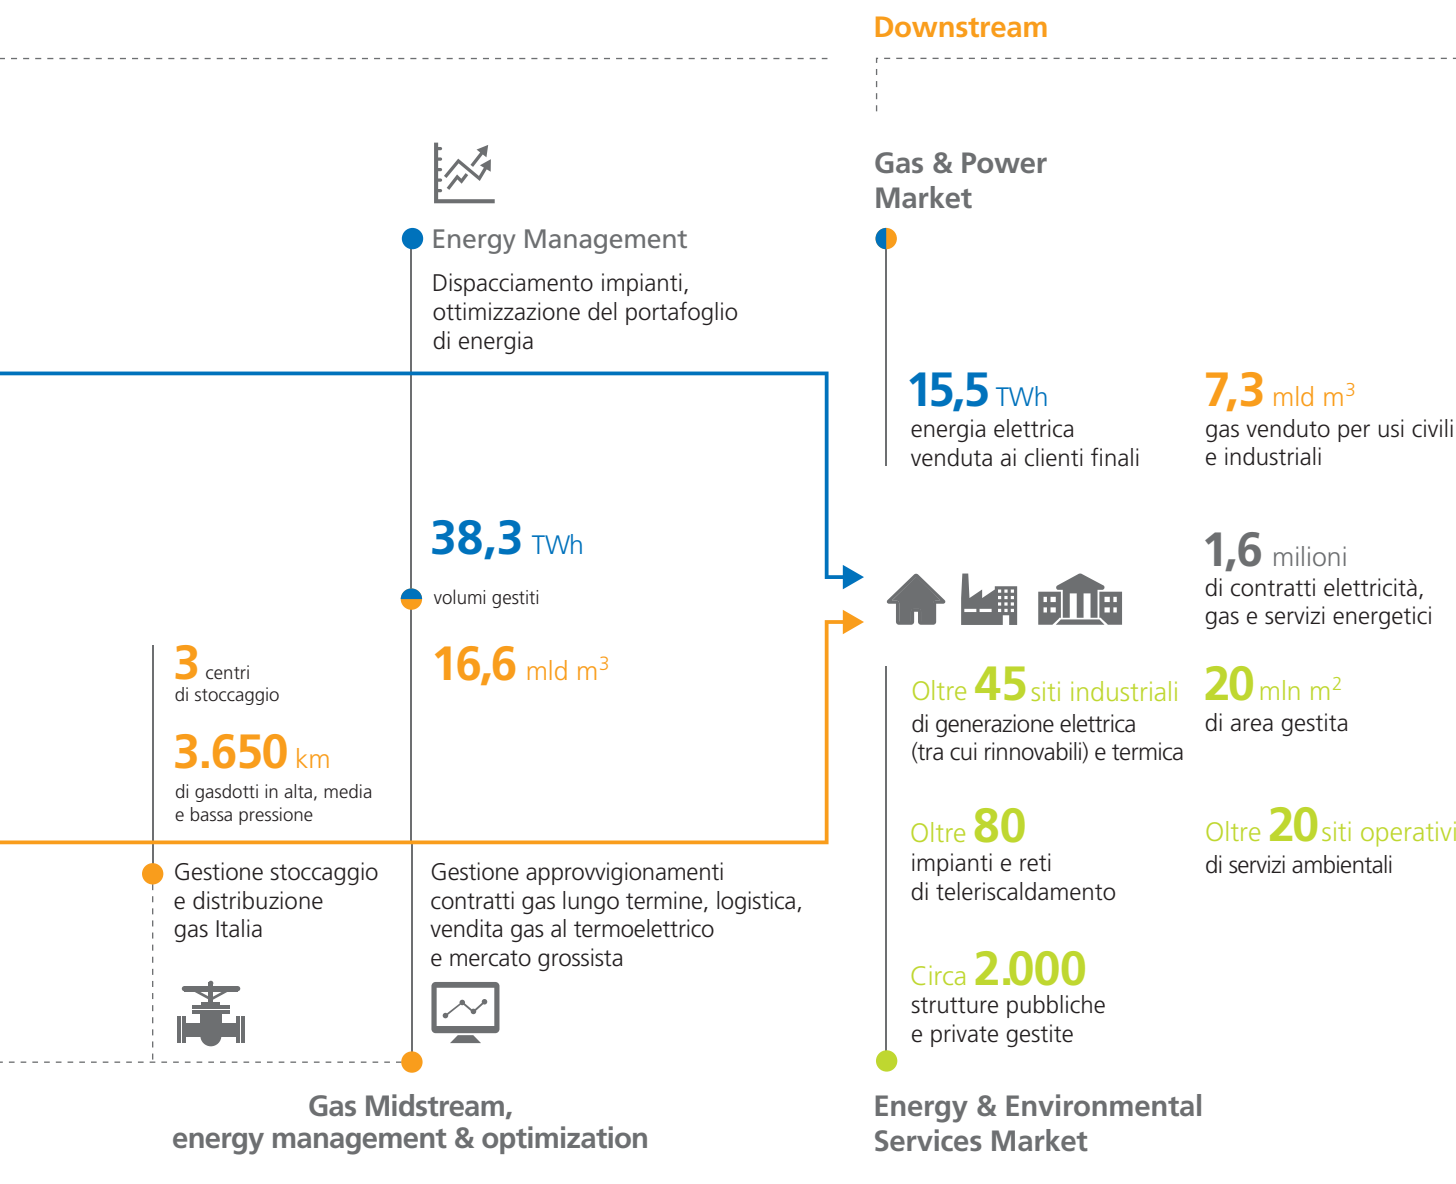 Downstream
Energy Management
Dispacciamento impianti,
ottimizzazione del portafoglio
di energia
38,3 TWh
volumi gestiti
16,6 mld m³
3 centri
di stoccaggio
3.650 km
di gasdotti in alta, media
e bassa pressione
Gestione stoccaggio
e distribuzione
gas Italia
Gestione approvvigionamenti
contratti gas lungo termine, logistica,
vendita gas al termoelettrico
e mercato grossista
Gas Midstream,
energy management & optimization
Gas & Power
Market
15,5 TWh
energia elettrica
venduta ai clienti finali
7,3 mld m³
gas venduto per usi civili
e industriali
1,6 milioni
di contratti elettricità,
gas e servizi energetici
Oltre 45 siti industriali
di generazione elettrica
(tra cui rinnovabili) e termica
20 mln m²
di area gestita
Oltre 80
impianti e reti
di teleriscaldamento
Oltre 20 siti operativi
di servizi ambientali
Circa 2.000
strutture pubbliche
e private gestite
Energy & Environmental
Services Market